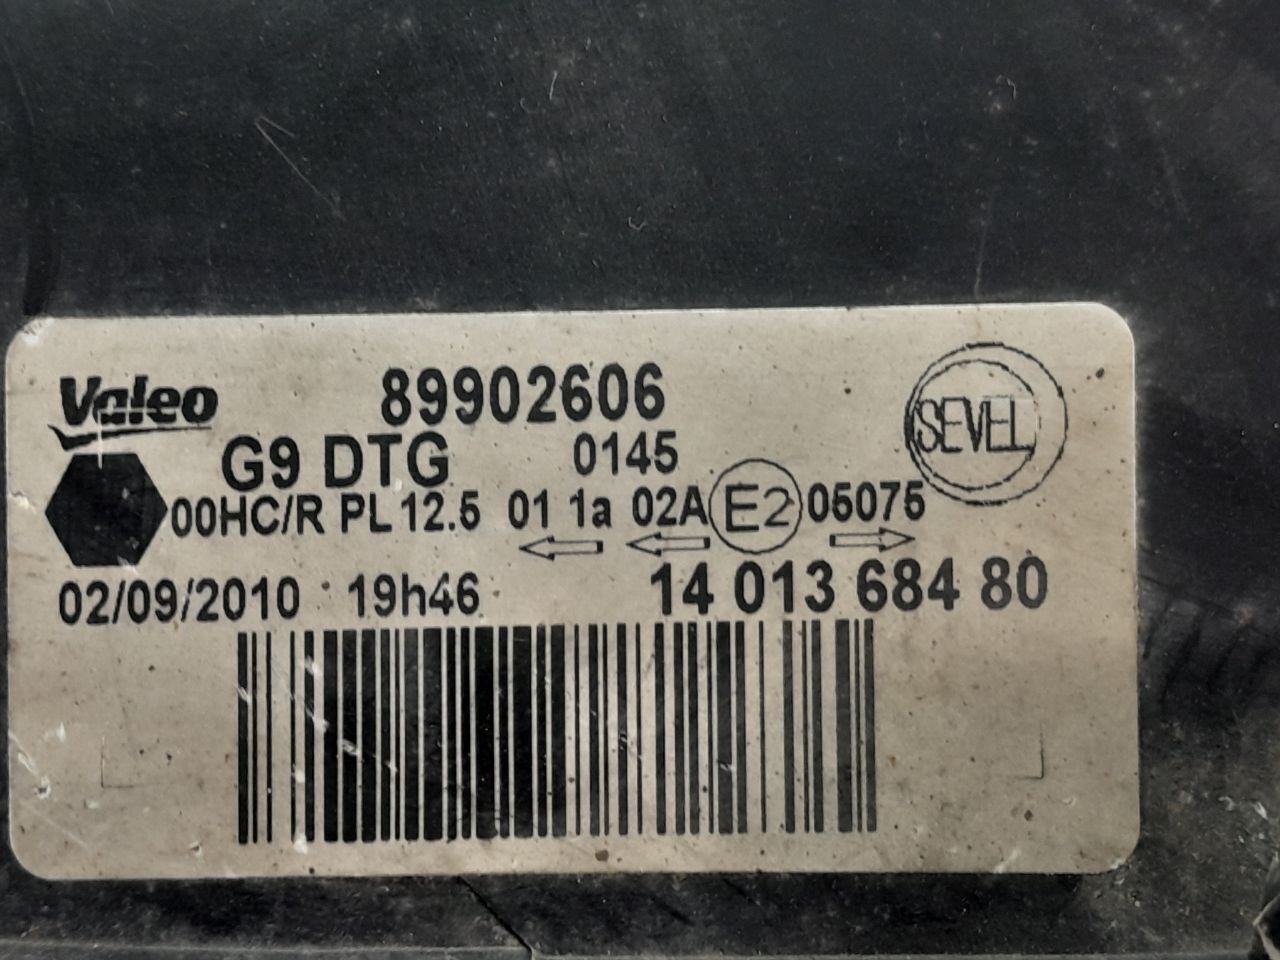 Valeo 89902606 SEVEL
G9 DTG 0145
00HC/R PL 12.5 01 1a 02A E2 05075
02/09/2010 19h46 14 013 684 80